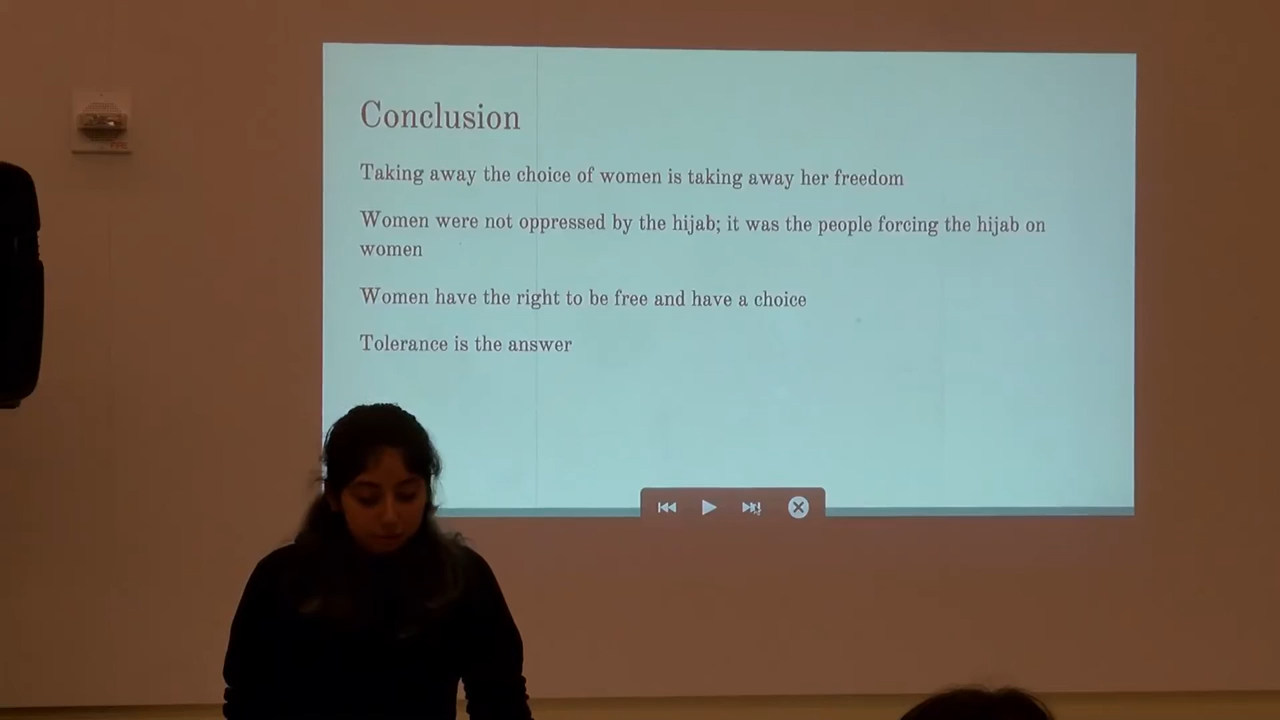 Conclusion
Taking away the choice of women is taking away her freedom
Women were not oppressed by the hijab; it was the people forcing the hijab on
women
Women have the right to be free and have a choice
Tolerance is the answer